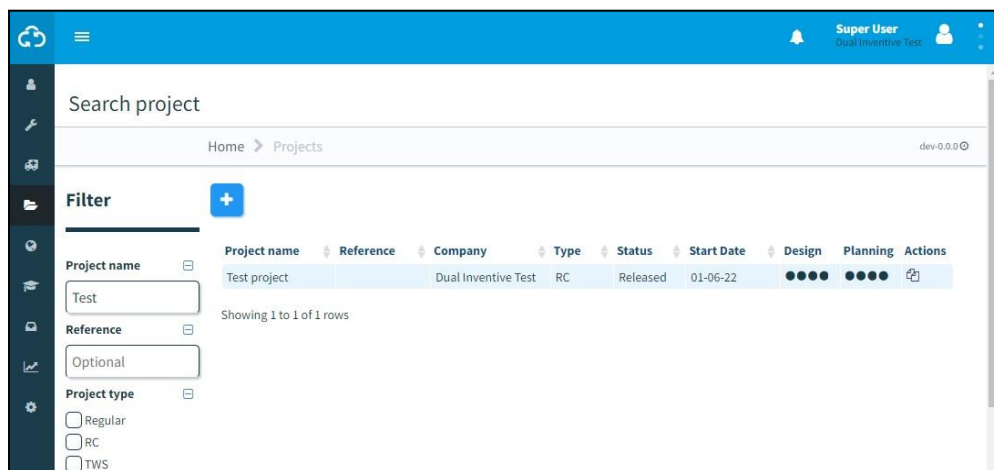 Super User
Dual Inventive Test
Search project
Home Projects
dev-0.0.0
Filter
Project name
Test
Reference
Optional
Project type
Regular
RC
TWS
+
Project name Reference Company Type Status Start Date Design Planning Actions
Test project Dual Inventive Test RC Released 01-06-22
Showing 1 to 1 of 1 rows